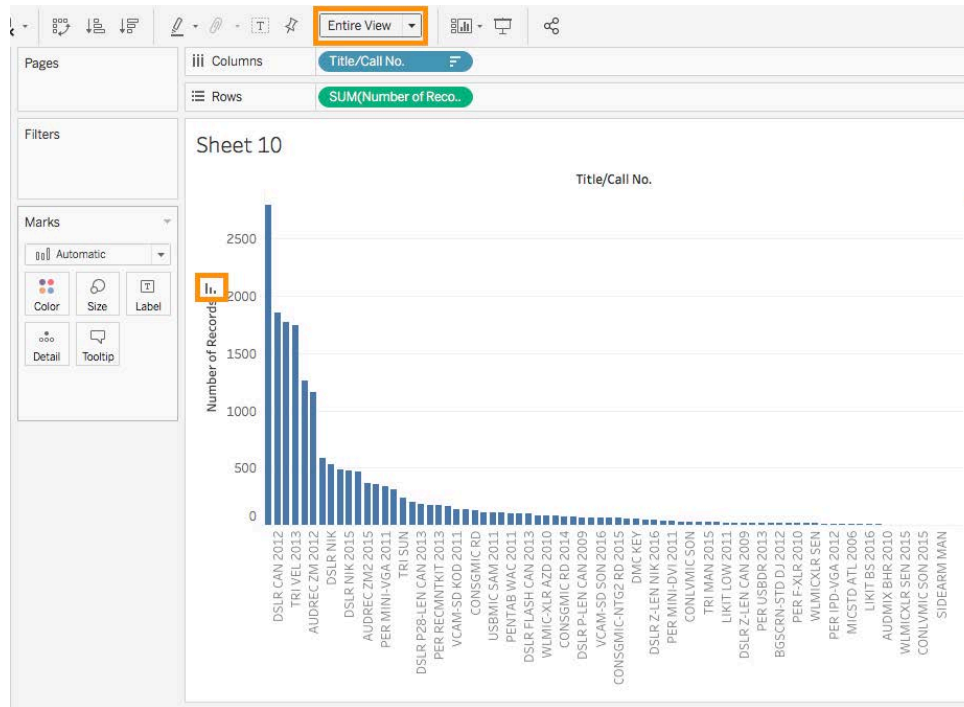 Entire View
Pages
iii Columns
Title/Call No.
Rows
SUM(Number of Reco..
Filters
Sheet 10
Title/Call No.
Marks
Automatic
Color
Size
Label
Detail
Tooltip
Number of Records
2500
2000
1500
1000
500
0
DSLR CAN 2012
TRI VEL 2013
AUDREC ZM 2012
DSLR NIK
DSLR NIK 2015
AUDREC ZM2 2015
PER MINI-VGA 2011
TRI SUN
DSLR P28-LEN CAN 2013
PER RECMNTKIT 2013
VCAM-SD KOD 2011
CONSGMIC RD
USBMIC SAM 2011
PENTAB WAC 2011
DSLR FLASH CAN 2013
WLMIC-XLR AZD 2010
CONSGMIC RD 2014
DSLR P-LEN CAN 2009
VCAM-SD SON 2016
CONSGMIC-NTG2 RD 2015
DMC KEY
DSLR Z-LEN NIK 2016
PER MINI-DVI 2011
CONLVMIC SON
TRI MAN 2015
LIKIT LOW 2011
DSLR Z-LEN CAN 2009
PER USBDR 2013
BGSCRN-STD DJ 2012
PER F-XLR 2010
WLMICXLR SEN
PER IPD-VGA 2012
MICSTD ATL 2006
LIKIT BS 2016
AUDMIX BHR 2010
WLMICXLR SEN 2015
CONLVMIC SON 2015
SIDEARM MAN